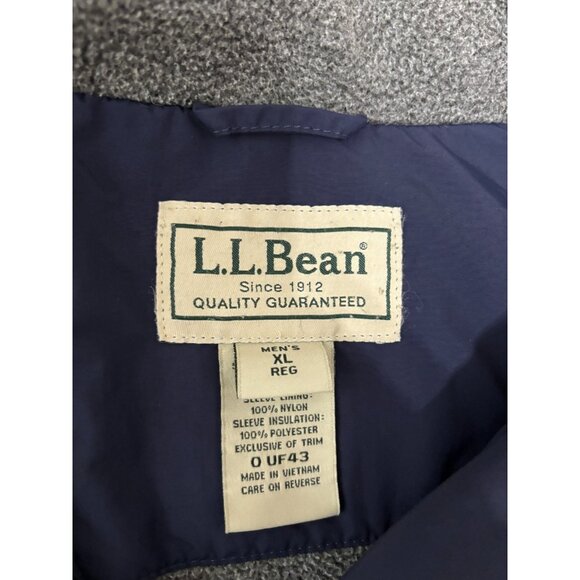 L.L.Bean®
Since 1912
QUALITY GUARANTEED
MEN'S
XL
REG
SLEEVE LINING:
100% NYLON
SLEEVE INSULATION:
100% POLYESTER
EXCLUSIVE OF TRIM
0 UF43
MADE IN VIETNAM
CARE ON REVERSE